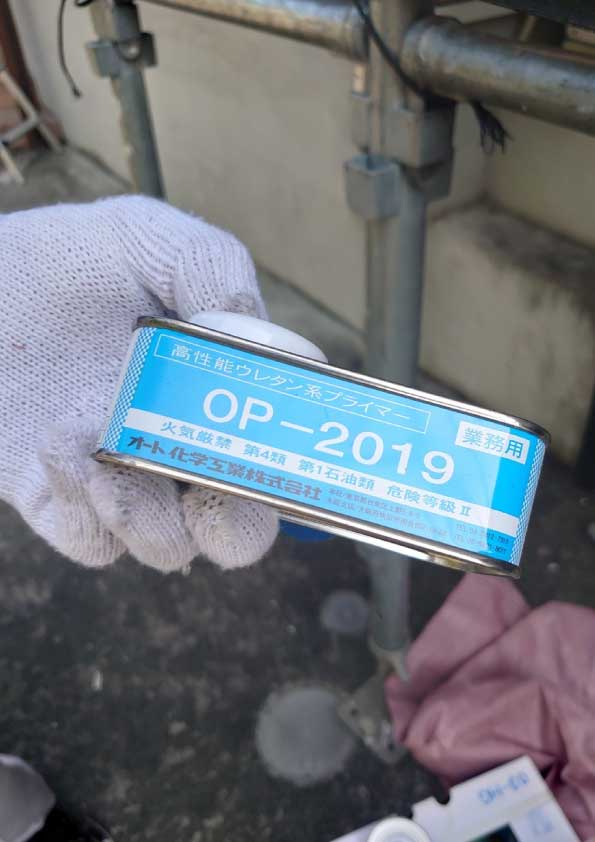 高性能ウレタン系プライマー
OP-2019
業務用
火気厳禁 第4類 第1石油類 危険等級Ⅱ
オート化学工業株式会社